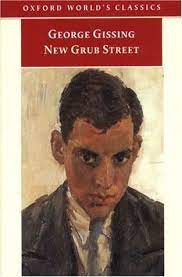 OXFORD WORLD'S CLASSICS
GEORGE GISSING
NEW GRUB STREET